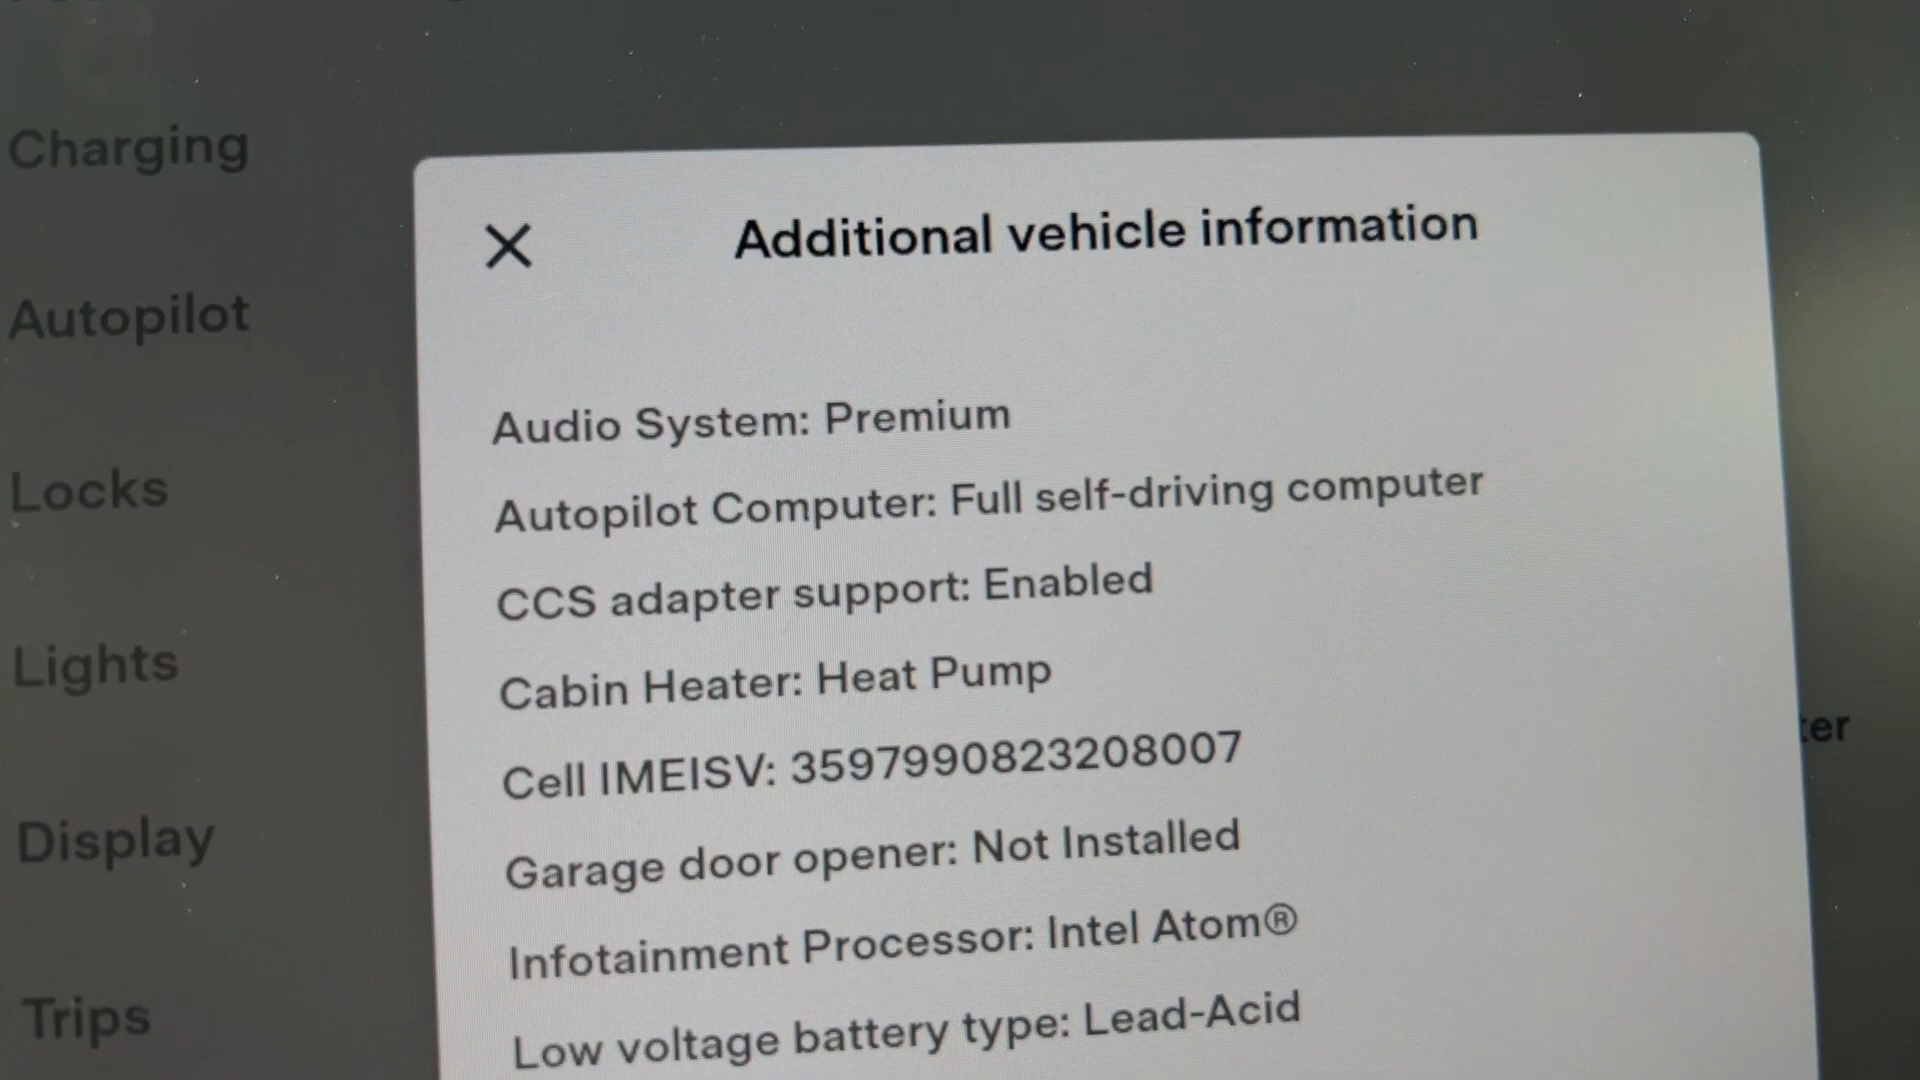 Charging
Autopilot
Locks
Lights
Display
Trips
Additional vehicle information
Audio System: Premium
Autopilot Computer: Full self-driving computer
CCS adapter support: Enabled
Cabin Heater: Heat Pump
Cell IMEISV: 3597990823208007
Garage door opener: Not Installed
Infotainment Processor: Intel Atom®
Low voltage battery type: Lead-Acid